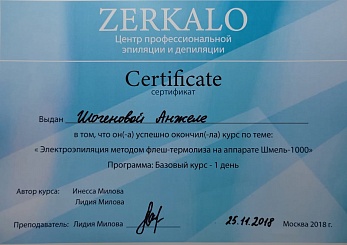 ZERKALO
Центр профессиональной
эпиляции и депиляции
Certificate
сертификат
Выдан Шогеновой Анжеле
в том, что он(-а) успешно окончил(-ла) курс по теме:
« Электроэпиляция методом флеш-термолиза на аппарате Шмель-1000»
Программа: Базовый курс - 1 день
Автор курса: Инесса Милова
Лидия Милова
Преподаватель: Лидия Милова 25.11.2018 Москва 2018 г.